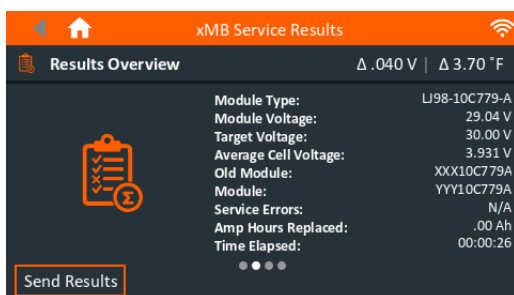 xMB Service Results
Results Overview Δ .040 V | Δ 3.70 °F
Module Type: LJ98-10C779-A
Module Voltage: 29.04 V
Target Voltage: 30.00 V
Average Cell Voltage: 3.931 V
Old Module: XXX10C779A
Module: YYY10C779A
Service Errors: N/A
Amp Hours Replaced: .00 Ah
Time Elapsed: 00:00:26
Send Results